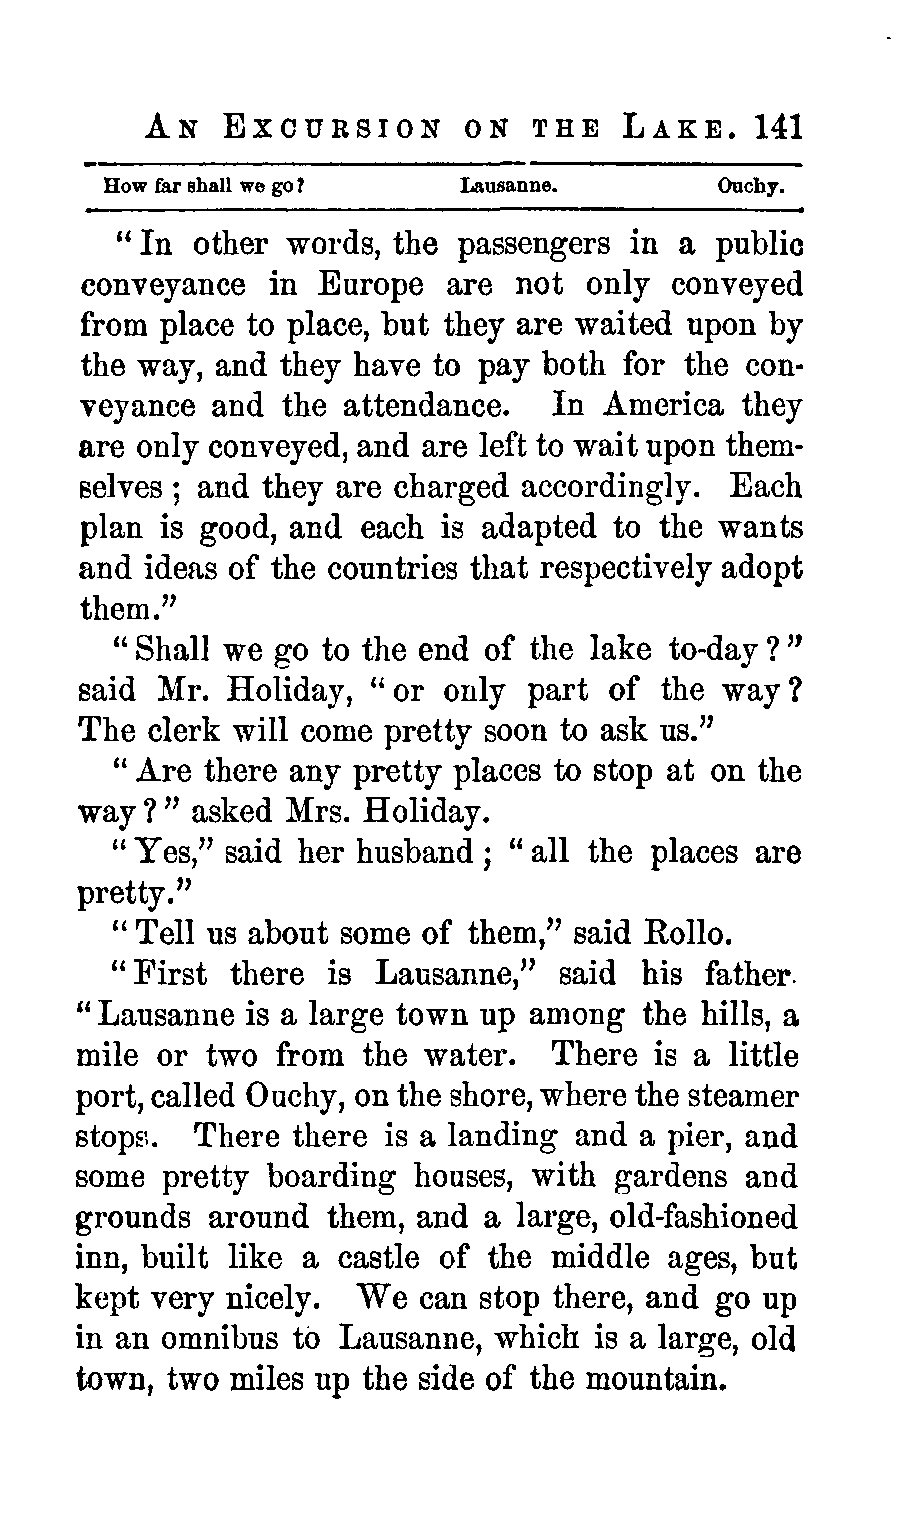 AN EXCURSION ON THE LAKE. 141
How far shall we go? Lausanne. Ouchy.
" In other words, the passengers in a public
conveyance in Europe are not only conveyed
from place to place, but they are waited upon by
the way, and they have to pay both for the con-
veyance and the attendance. In America they
are only conveyed, and are left to wait upon them-
selves ; and they are charged accordingly. Each
plan is good, and each is adapted to the wants
and ideas of the countries that respectively adopt
them."
" Shall we go to the end of the lake to-day ? "
said Mr. Holiday, " or only part of the way ?
The clerk will come pretty soon to ask us."
" Are there any pretty places to stop at on the
way ? " asked Mrs. Holiday.
" Yes," said her husband ; " all the places are
pretty."
" Tell us about some of them," said Rollo.
" First there is Lausanne," said his father.
" Lausanne is a large town up among the hills, a
mile or two from the water. There is a little
port, called Ouchy, on the shore, where the steamer
stops. There there is a landing and a pier, and
some pretty boarding houses, with gardens and
grounds around them, and a large, old-fashioned
inn, built like a castle of the middle ages, but
kept very nicely. We can stop there, and go up
in an omnibus to Lausanne, which is a large, old
town, two miles up the side of the mountain.